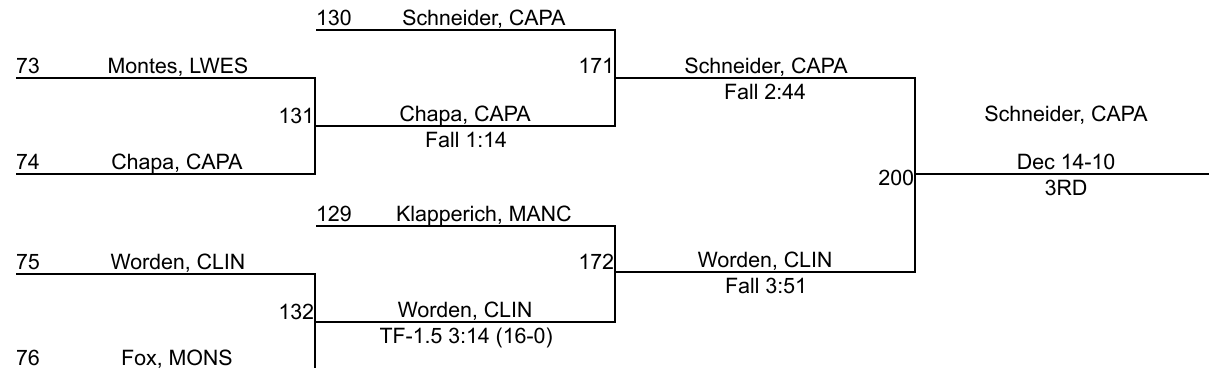 130 Schneider, CAPA
73 Montes, LWES
171 Schneider, CAPA
Fall 2:44
131 Chapa, CAPA
Fall 1:14
Schneider, CAPA
74 Chapa, CAPA
200 Dec 14-10
3RD
129 Klapperich, MANC
75 Worden, CLIN
172 Worden, CLIN
Fall 3:51
132 Worden, CLIN
TF-1.5 3:14 (16-0)
76 Fox, MONS